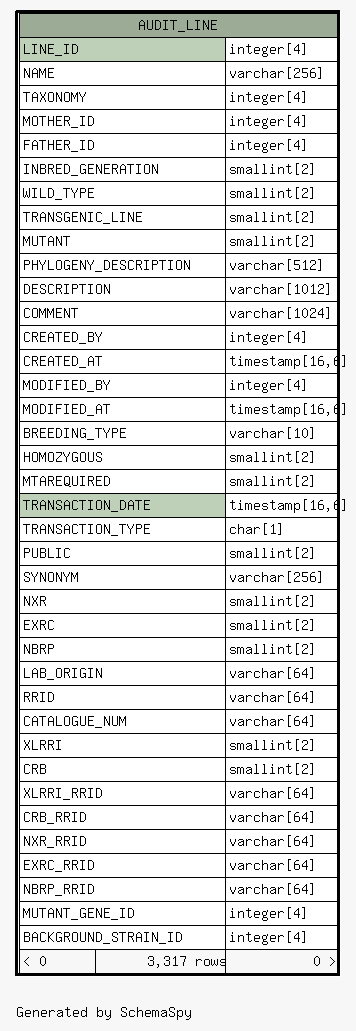 AUDIT_LINE
LINE_ID integer[4]
NAME varchar[256]
TAXONOMY integer[4]
MOTHER_ID integer[4]
FATHER_ID integer[4]
INBRED_GENERATION smallint[2]
WILD_TYPE smallint[2]
TRANSGENIC_LINE smallint[2]
MUTANT smallint[2]
PHYLOGENY_DESCRIPTION varchar[512]
DESCRIPTION varchar[1012]
COMMENT varchar[1024]
CREATED_BY integer[4]
CREATED_AT timestamp[16,6]
MODIFIED_BY integer[4]
MODIFIED_AT timestamp[16,6]
BREEDING_TYPE varchar[10]
HOMOZYGOUS smallint[2]
MTAREQUIRED smallint[2]
TRANSACTION_DATE timestamp[16,6]
TRANSACTION_TYPE char[1]
PUBLIC smallint[2]
SYNONYM varchar[256]
NXR smallint[2]
EXRC smallint[2]
NBRP smallint[2]
LAB_ORIGIN varchar[64]
RRID varchar[64]
CATALOGUE_NUM varchar[64]
XLRRI smallint[2]
CRB smallint[2]
XLRRI_RRID varchar[64]
CRB_RRID varchar[64]
NXR_RRID varchar[64]
EXRC_RRID varchar[64]
NBRP_RRID varchar[64]
MUTANT_GENE_ID integer[4]
BACKGROUND_STRAIN_ID integer[4]
< 0 3,317 rows 0 >
Generated by SchemaSpy